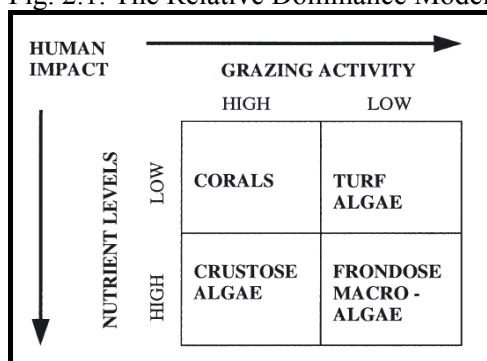 Fig. 2.1. The Relative Dominance Model
HUMAN
IMPACT
GRAZING ACTIVITY
HIGH LOW
NUTRIENT LEVELS
LOW
CORALS
TURF
ALGAE
HIGH
CRUSTOSE
ALGAE
FRONDOSE
MACRO -
ALGAE